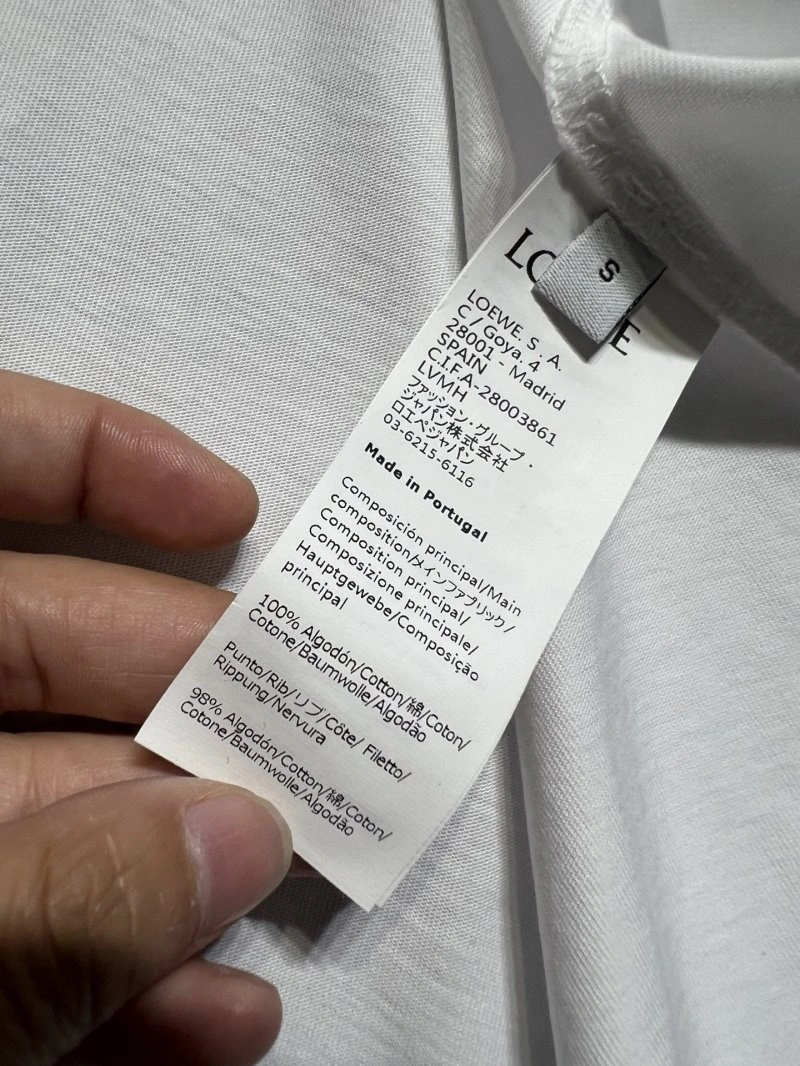 S
LOEWE. S. A.
C / Goya. 4
28001 - Madrid
SPAIN
C.I.F A-28003861
LVMH
ファッション・グループ・
ジャパン株式会社
ロエベジャパン
03-6215-6116
Made in Portugal
Composición principal/Main
composition/メインファブリック/
Composition principal/
Composizione principale/
Hauptgewebe/Composição
principal
100% Algodón/Cotton/綿/Coton/
Cotone/Baumwolle/Algodão
Punto/Rib/リブ/Côte/ Filetto/
Rippung/Nervura
98% Algodón/Cotton/綿/Coton/
Cotone/Baumwolle/Algodão